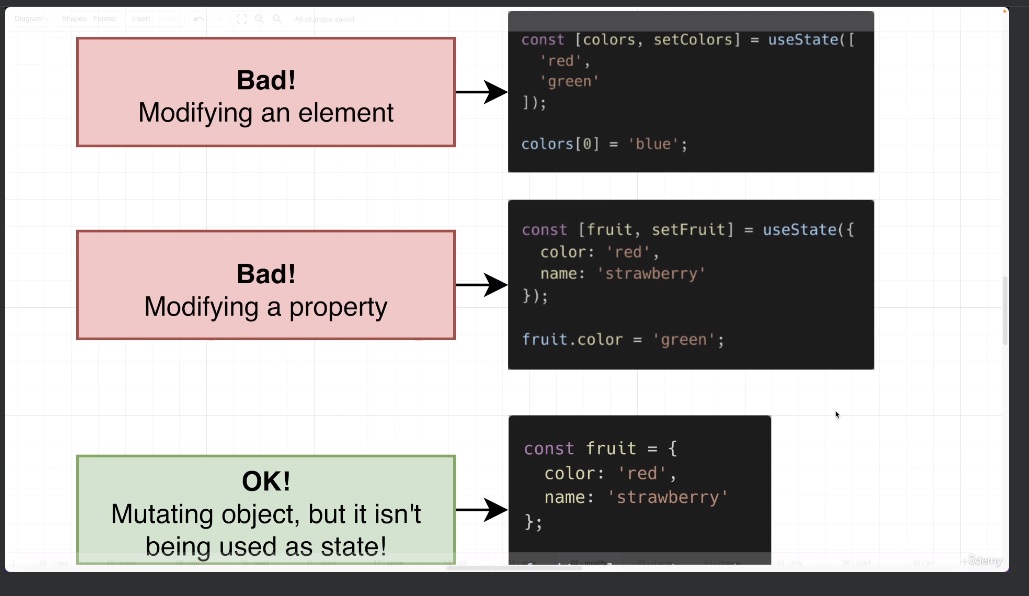 Diagram
Shapes
Format
Insert
All changes saved
Bad!
Modifying an element
const [colors, setColors] = useState([
'red',
'green'
]);
colors[0] = 'blue';
Bad!
Modifying a property
const [fruit, setFruit] = useState({
color: 'red',
name: 'strawberry'
});
fruit.color = 'green';
OK!
Mutating object, but it isn't
being used as state!
const fruit = {
color: 'red',
name: 'strawberry'
};
ûdemy